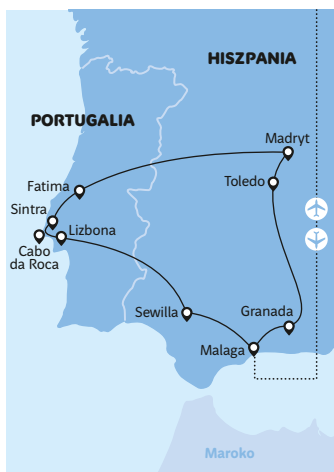 HISZPANIA
PORTUGALIA
Madryt
Toledo
Fatima
Sintra
Lizbona
Cabo
da Roca
Sewilla
Granada
Malaga
Maroko